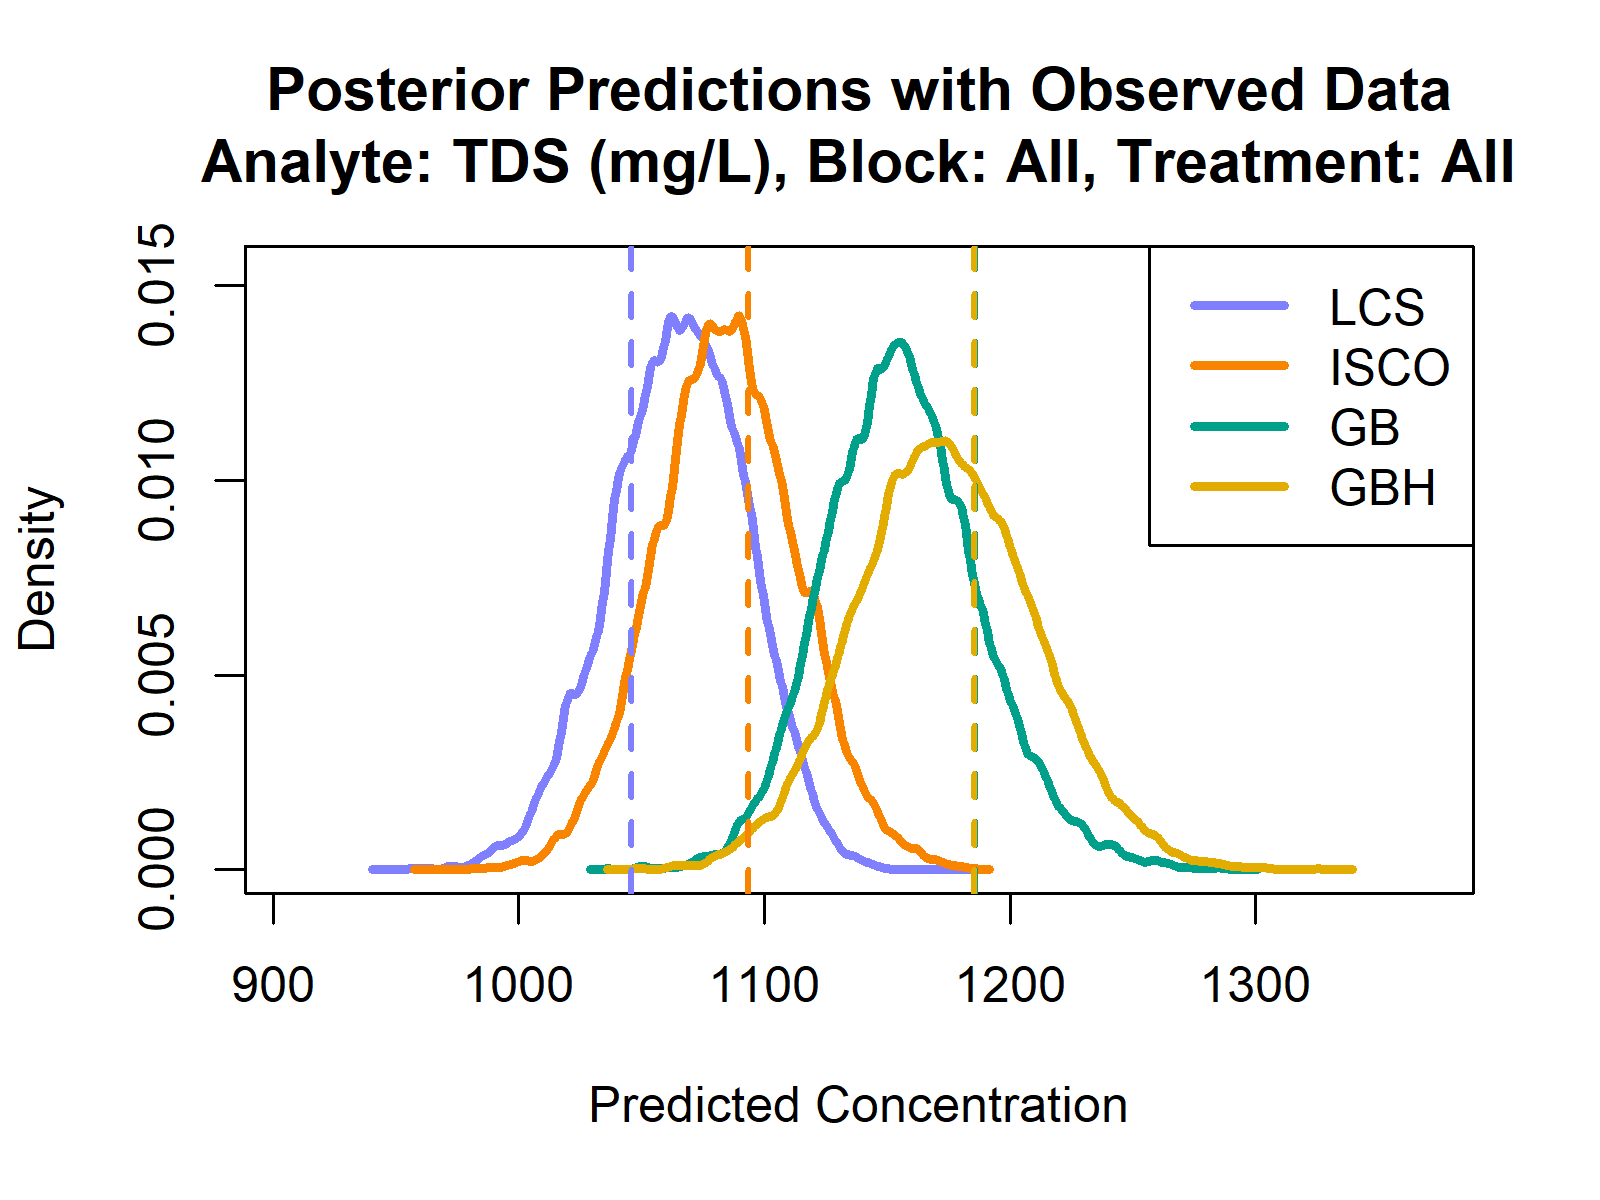 Posterior Predictions with Observed Data
Analyte: TDS (mg/L), Block: All, Treatment: All
0.015
0.010
0.005
0.000
Density
LCS
ISCO
GB
GBH
900 1000 1100 1200 1300
Predicted Concentration